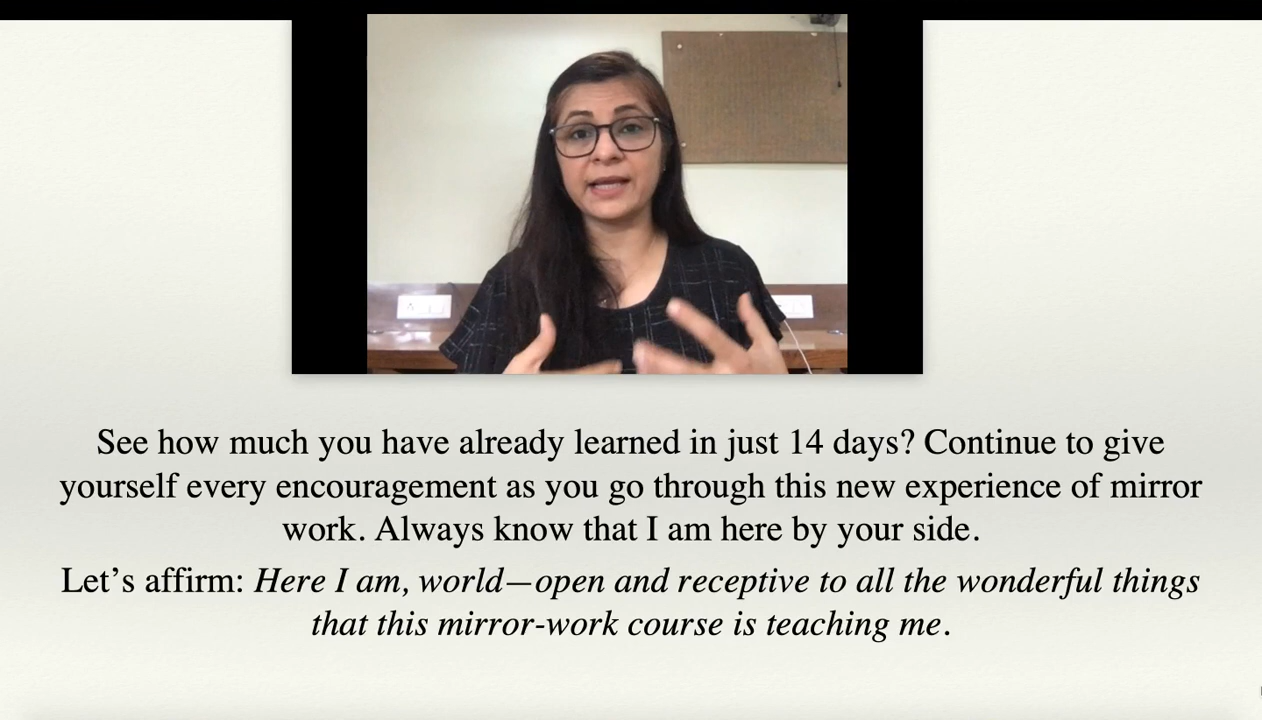 See how much you have already learned in just 14 days? Continue to give
yourself every encouragement as you go through this new experience of mirror
work. Always know that I am here by your side.
Let’s affirm: Here I am, world—open and receptive to all the wonderful things
that this mirror-work course is teaching me.